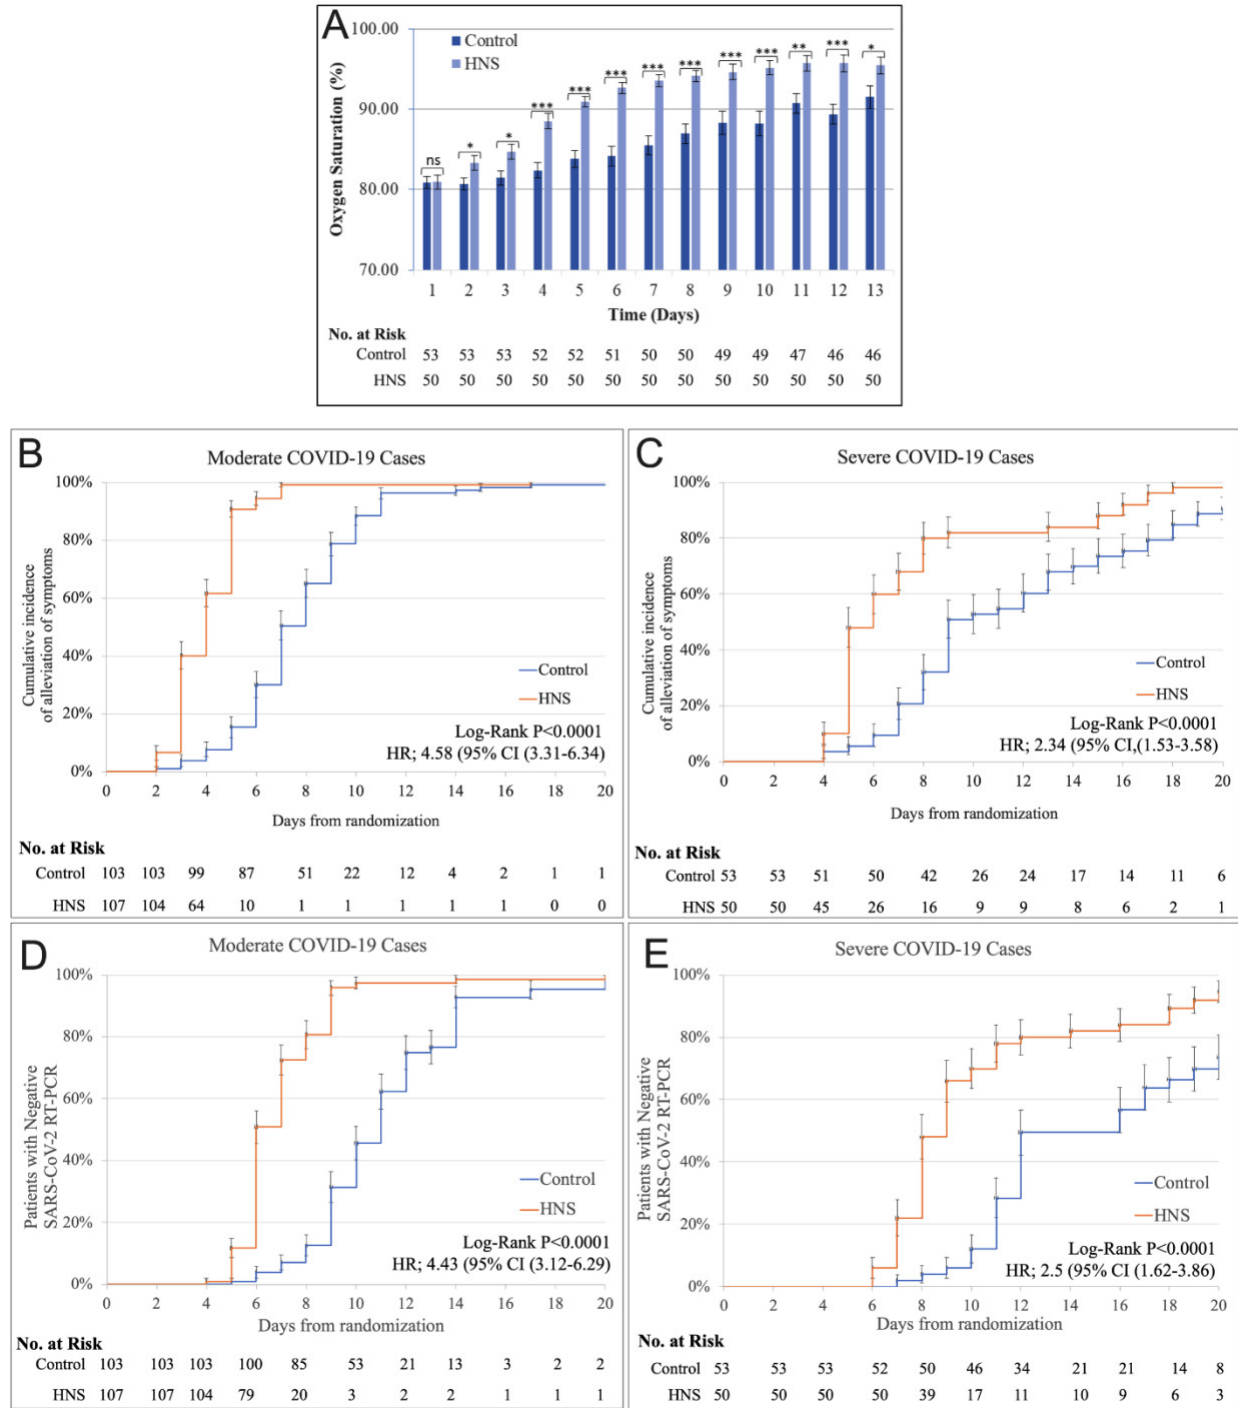 A
100.00
90.00
80.00
70.00
Oxygen Saturation (%)
Control
HNS
ns * * *** *** *** *** *** *** *** ** *** *
1 2 3 4 5 6 7 8 9 10 11 12 13
Time (Days)
No. at Risk
Control 53 53 53 52 52 51 50 50 49 49 47 46 46
HNS 50 50 50 50 50 50 50 50 50 50 50 50 50
B
Moderate COVID-19 Cases
100%
80%
60%
40%
20%
0%
Cumulative incidence
of alleviation of symptoms
Control
HNS
Log-Rank P<0.0001
HR; 4.58 (95% CI (3.31-6.34)
0 2 4 6 8 10 12 14 16 18 20
Days from randomization
No. at Risk
Control 103 103 99 87 51 22 12 4 2 1 1
HNS 107 104 64 10 1 1 1 1 1 0 0
C
Severe COVID-19 Cases
100%
80%
60%
40%
20%
0%
Cumulative incidence
of alleviation of symptoms
Control
HNS
Log-Rank P<0.0001
HR; 2.34 (95% CI,(1.53-3.58)
0 2 4 6 8 10 12 14 16 18 20
Days from randomization
No. at Risk
Control 53 53 51 50 42 26 24 17 14 11 6
HNS 50 50 45 26 16 9 9 8 6 2 1
D
Moderate COVID-19 Cases
100%
80%
60%
40%
20%
0%
Patients with Negative
SARS-CoV-2 RT-PCR
Control
HNS
Log-Rank P<0.0001
HR; 4.43 (95% CI (3.12-6.29)
0 2 4 6 8 10 12 14 16 18 20
Days from randomization
No. at Risk
Control 103 103 103 100 85 53 21 13 3 2 2
HNS 107 107 104 79 20 3 2 2 1 1 1
E
Severe COVID-19 Cases
100%
80%
60%
40%
20%
0%
Patients with Negative
SARS-CoV-2 RT-PCR
Control
HNS
Log-Rank P<0.0001
HR; 2.5 (95% CI (1.62-3.86)
0 2 4 6 8 10 12 14 16 18 20
Days from randomization
No. at Risk
Control 53 53 53 52 50 46 34 21 21 14 8
HNS 50 50 50 50 39 17 11 10 9 6 3